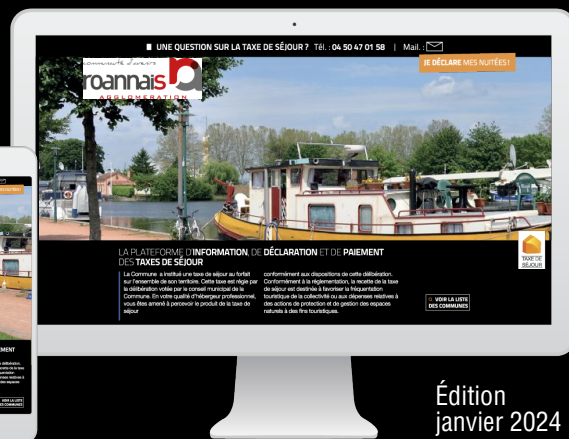 UNE QUESTION SUR LA TAXE DE SÉJOUR ? Tél. : 04 50 47 01 58 | Mail. :
JE DÉCLARE MES NUITÉES !
communauté d'avenirs
roannais
AGGLOMÉRATION
LA PLATEFORME D'INFORMATION, DE DÉCLARATION ET DE PAIEMENT
DES TAXES DE SÉJOUR
La Commune a institué une taxe de séjour au forfait
sur l'ensemble de son territoire. Cette taxe est régie par
la délibération votée par le conseil municipal de la
Commune. En votre qualité d'hébergeur professionnel,
vous êtes amené à percevoir le produit de la taxe de
séjour
conformément aux dispositions de cette délibération.
Conformément à la réglementation, la recette de la taxe
de séjour est destinée à favoriser la fréquentation
touristique de la collectivité ou aux dépenses relatives à
des actions de protection et de gestion des espaces
naturels à des fins touristiques.
TAXE DE
SÉJOUR
VOIR LA LISTE
DES COMMUNES
VOIR LA LISTE
DES COMMUNES
Édition
janvier 2024